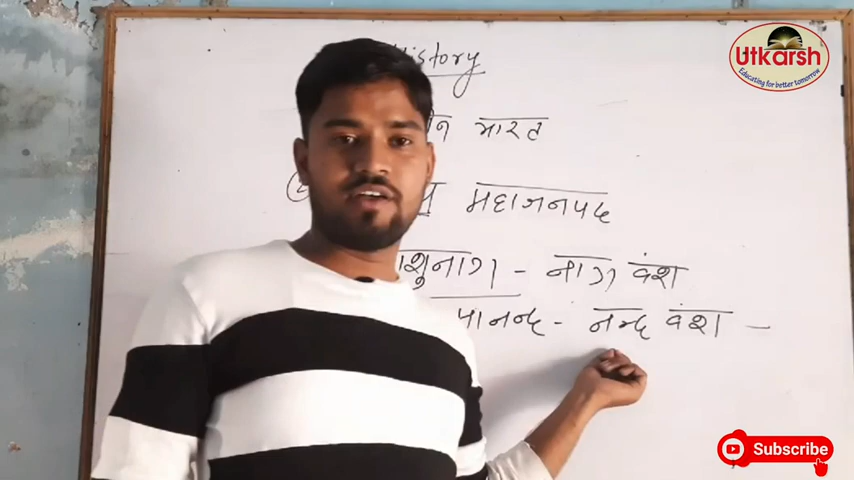 History
भारत
महाजनपद
शुनाग - नाग वंश
नन्द - नन्द वंश -
Utkarsh
Educating for better tomorrow
Subscribe